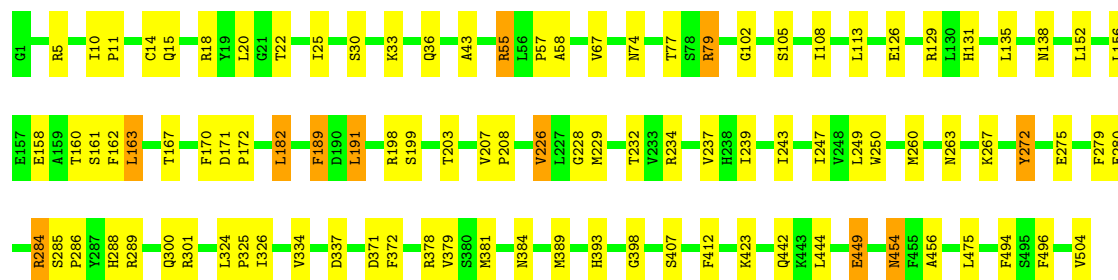 G1 R5 I10 P11 C14 Q15 R18 Y19 L20 G21 T22 I25 S30 K33 Q36 A43 R55 L56 P57 A58 V67 N74 T77 S78 R79 G102 S105 I108 L113 E126 R129 L130 H131 L135 N138 L152 L156
E157 E158 A159 T160 S161 F162 L163 T167 F170 D171 P172 L182 F189 D190 L191 R198 S199 T203 V207 P208 V226 L227 G228 M229 T232 V233 R234 V237 H238 I239 I243 I247 V248 L249 W250 M260 N263 K267 Y272 E275 F279
R284 S285 P286 Y287 H288 R289 Q300 R301 L324 P325 I326 V334 D337 D371 F372 R378 V379 S380 M381 N384 M389 H393 G398 S407 F412 K423 Q442 K443 L444 E449 N454 F455 A456 L475 F494 S495 F496 Y504